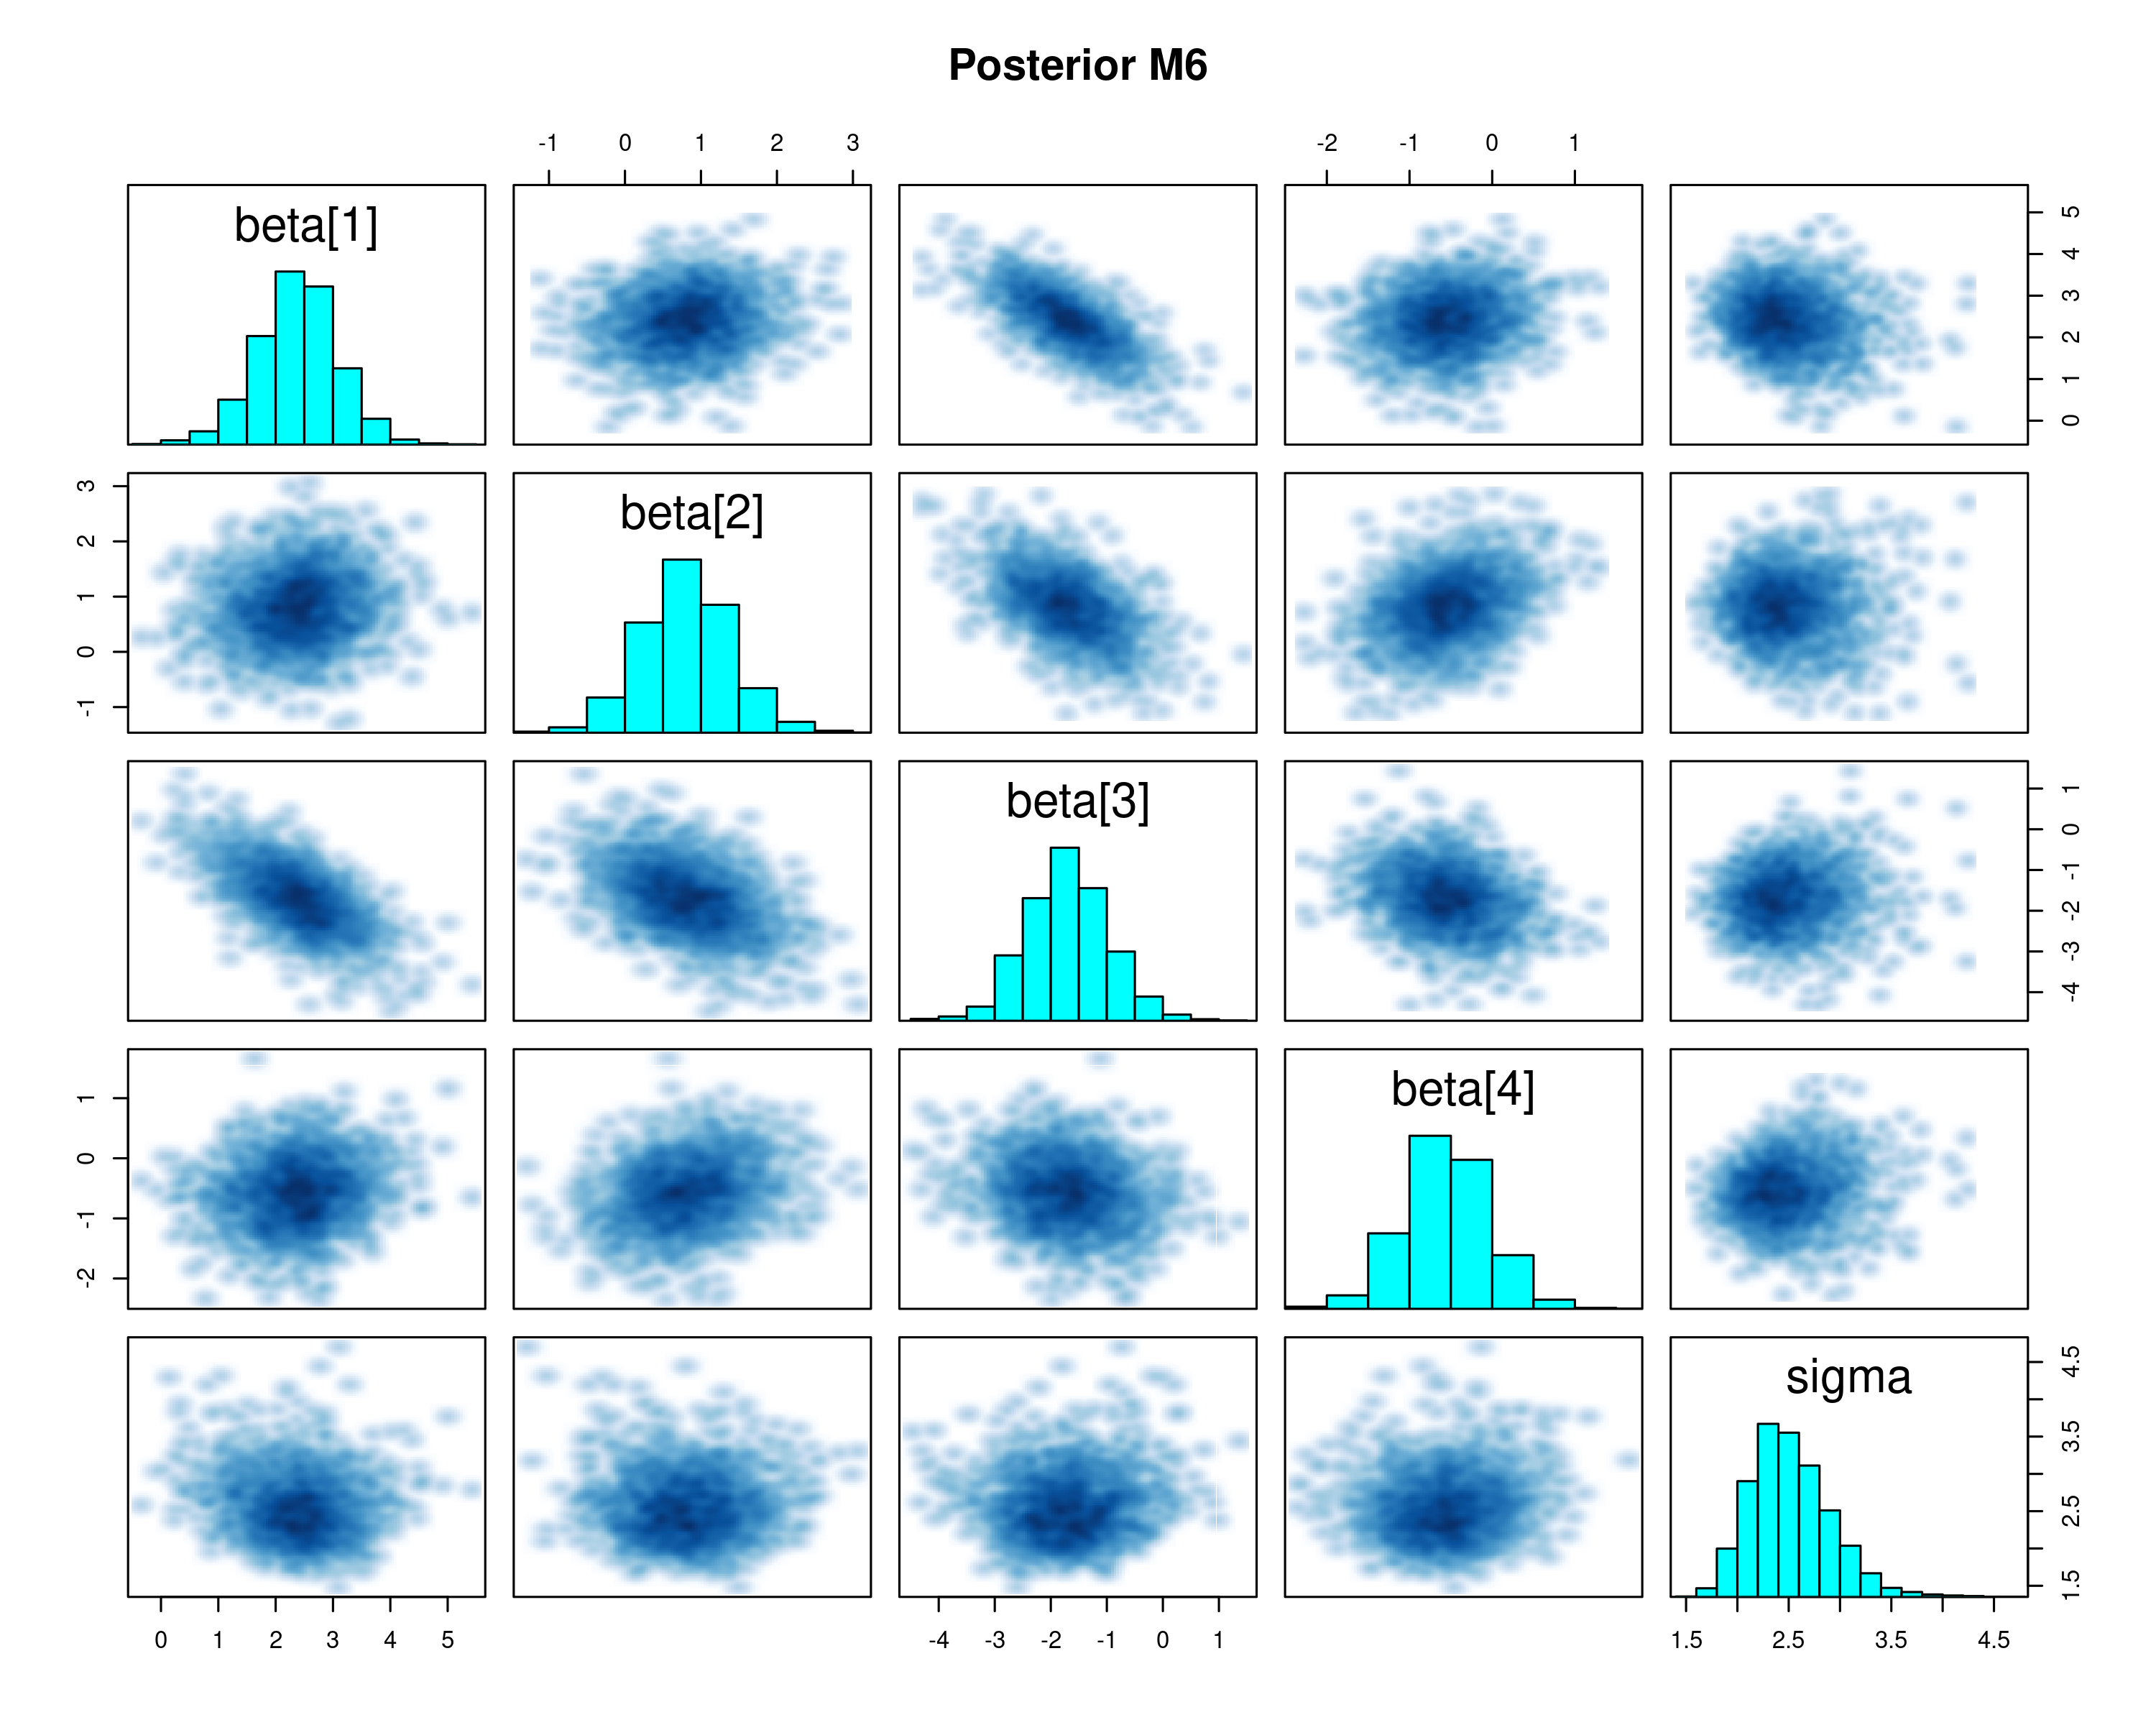 Posterior M6
-1 0 1 2 3
-2 -1 0 1
beta[1]
5 4 3 2 1 0
3 2 1 0 -1
beta[2]
beta[3]
1 0 -1 -2 -3 -4
1 0 -1 -2
beta[4]
sigma
4.5 3.5 2.5 1.5
0 1 2 3 4 5
-4 -3 -2 -1 0 1
1.5 2.5 3.5 4.5